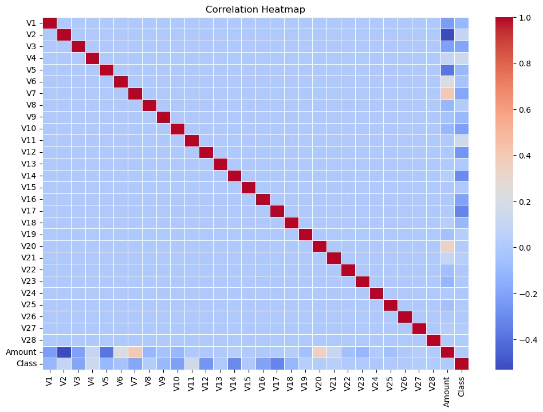 Correlation Heatmap
V1
V2
V3
V4
V5
V6
V7
V8
V9
V10
V11
V12
V13
V14
V15
V16
V17
V18
V19
V20
V21
V22
V23
V24
V25
V26
V27
V28
Amount
Class
V1 V2 V3 V4 V5 V6 V7 V8 V9 V10 V11 V12 V13 V14 V15 V16 V17 V18 V19 V20 V21 V22 V23 V24 V25 V26 V27 V28 Amount Class
1.0
0.8
0.6
0.4
0.2
0.0
−0.2
−0.4